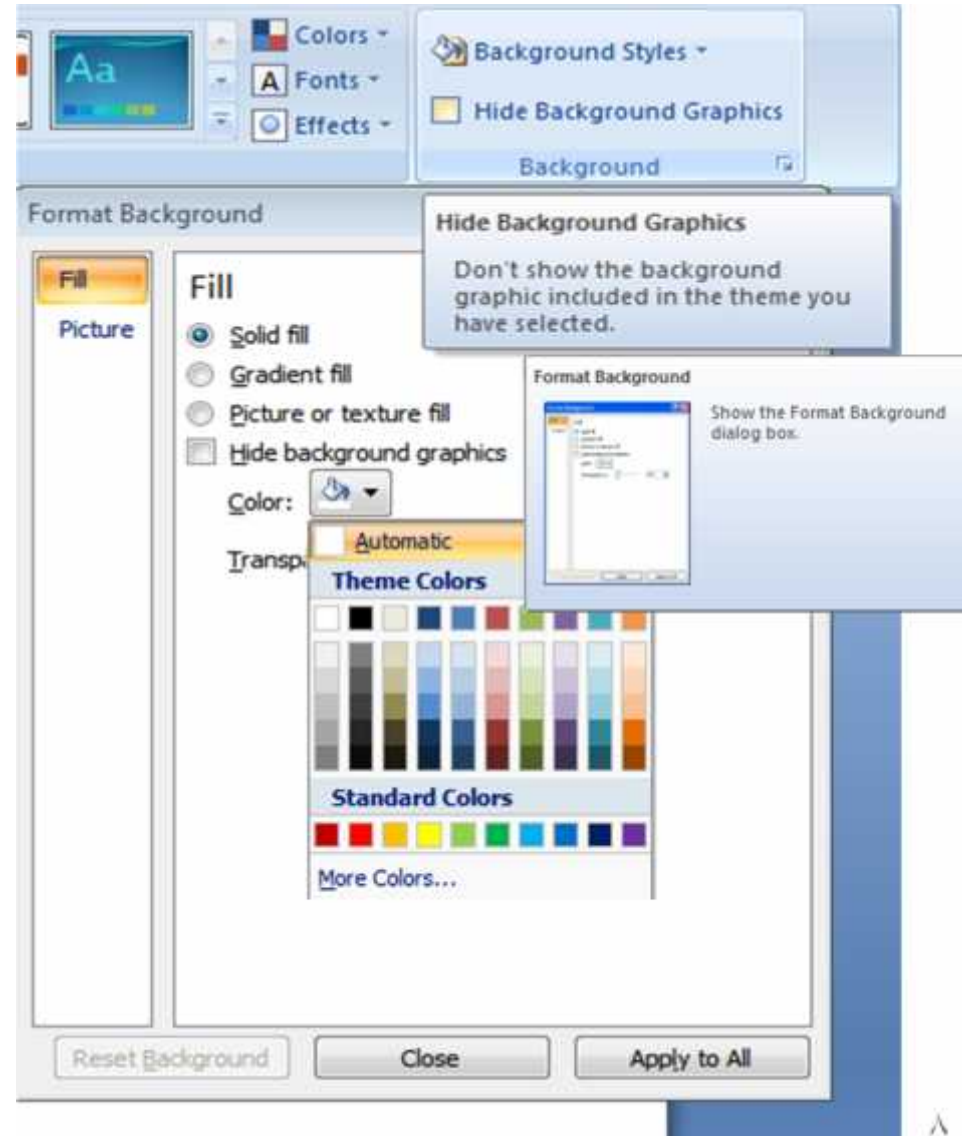 Aa
Colors
A Fonts
Effects
Background Styles
Hide Background Graphics
Background
Format Background
Hide Background Graphics
Don't show the background
graphic included in the theme you
have selected.
Fill
Picture
Fill
Solid fill
Gradient fill
Picture or texture fill
Hide background graphics
Color:
Automatic
Theme Colors
Standard Colors
More Colors...
Format Background
Show the Format Background
dialog box.
Reset Background
Close
Apply to All